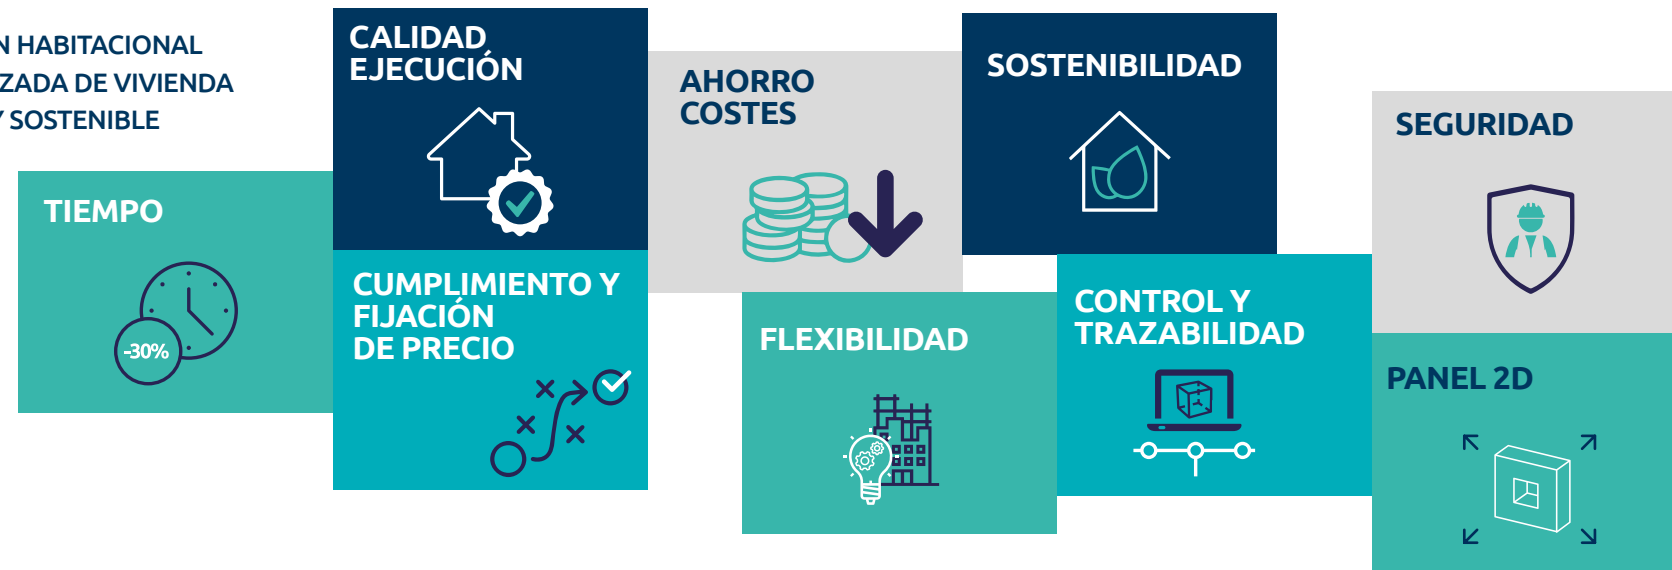 N HABITACIONAL
ZADA DE VIVIENDA
Y SOSTENIBLE
TIEMPO
-30%
CALIDAD
EJECUCIÓN
CUMPLIMIENTO Y
FIJACIÓN
DE PRECIO
AHORRO
COSTES
FLEXIBILIDAD
SOSTENIBILIDAD
CONTROL Y
TRAZABILIDAD
SEGURIDAD
PANEL 2D